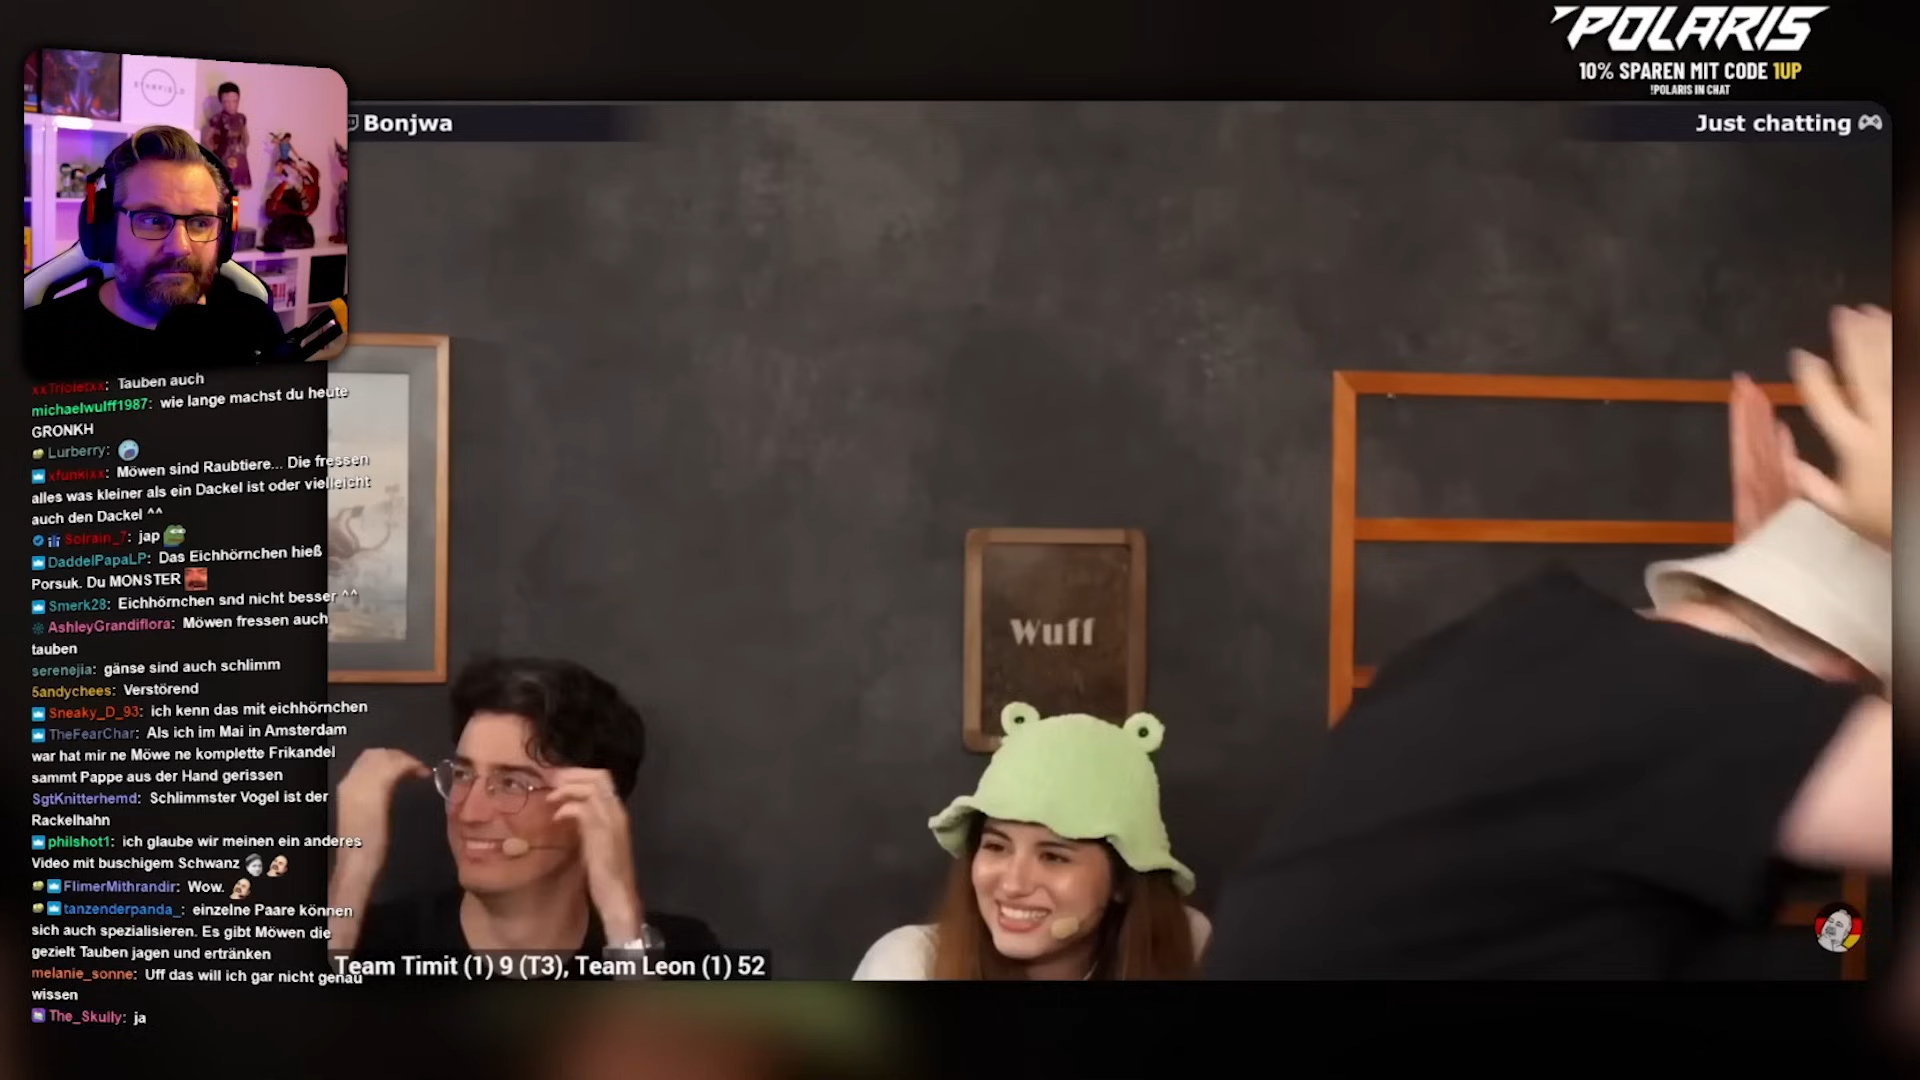 POLARIS
10% SPAREN MIT CODE 1UP
!POLARIS IN CHAT
Bonjwa
Just chatting
xxTrioletxx: Tauben auch
michaelwulff1987: wie lange machst du heute
GRONKH
Lurberry:
xfunkixx: Möwen sind Raubtiere... Die fressen
alles was kleiner als ein Dackel ist oder vielleicht
auch den Dackel ^^
Solrain_7: jap
DaddelPapaLP: Das Eichhörnchen hieß
Porsuk. Du MONSTER
Smerk28: Eichhörnchen snd nicht besser ^^
AshleyGrandiflora: Möwen fressen auch
tauben
serenejia: gänse sind auch schlimm
5andychees: Verstörend
Sneaky_D_93: ich kenn das mit eichhörnchen
TheFearChar: Als ich im Mai in Amsterdam
war hat mir ne Möwe ne komplette Frikandel
sammt Pappe aus der Hand gerissen
SgtKnitterhemd: Schlimmster Vogel ist der
Rackelhahn
philshot1: ich glaube wir meinen ein anderes
Video mit buschigem Schwanz
FlimerMithrandir: Wow.
tanzenderpanda_: einzelne Paare können
sich auch spezialisieren. Es gibt Möwen die
gezielt Tauben jagen und ertränken
melanie_sonne: Uff das will ich gar nicht genau
wissen
The_Skully: ja
Wuff
Team Timit (1) 9 (T3), Team Leon (1) 52